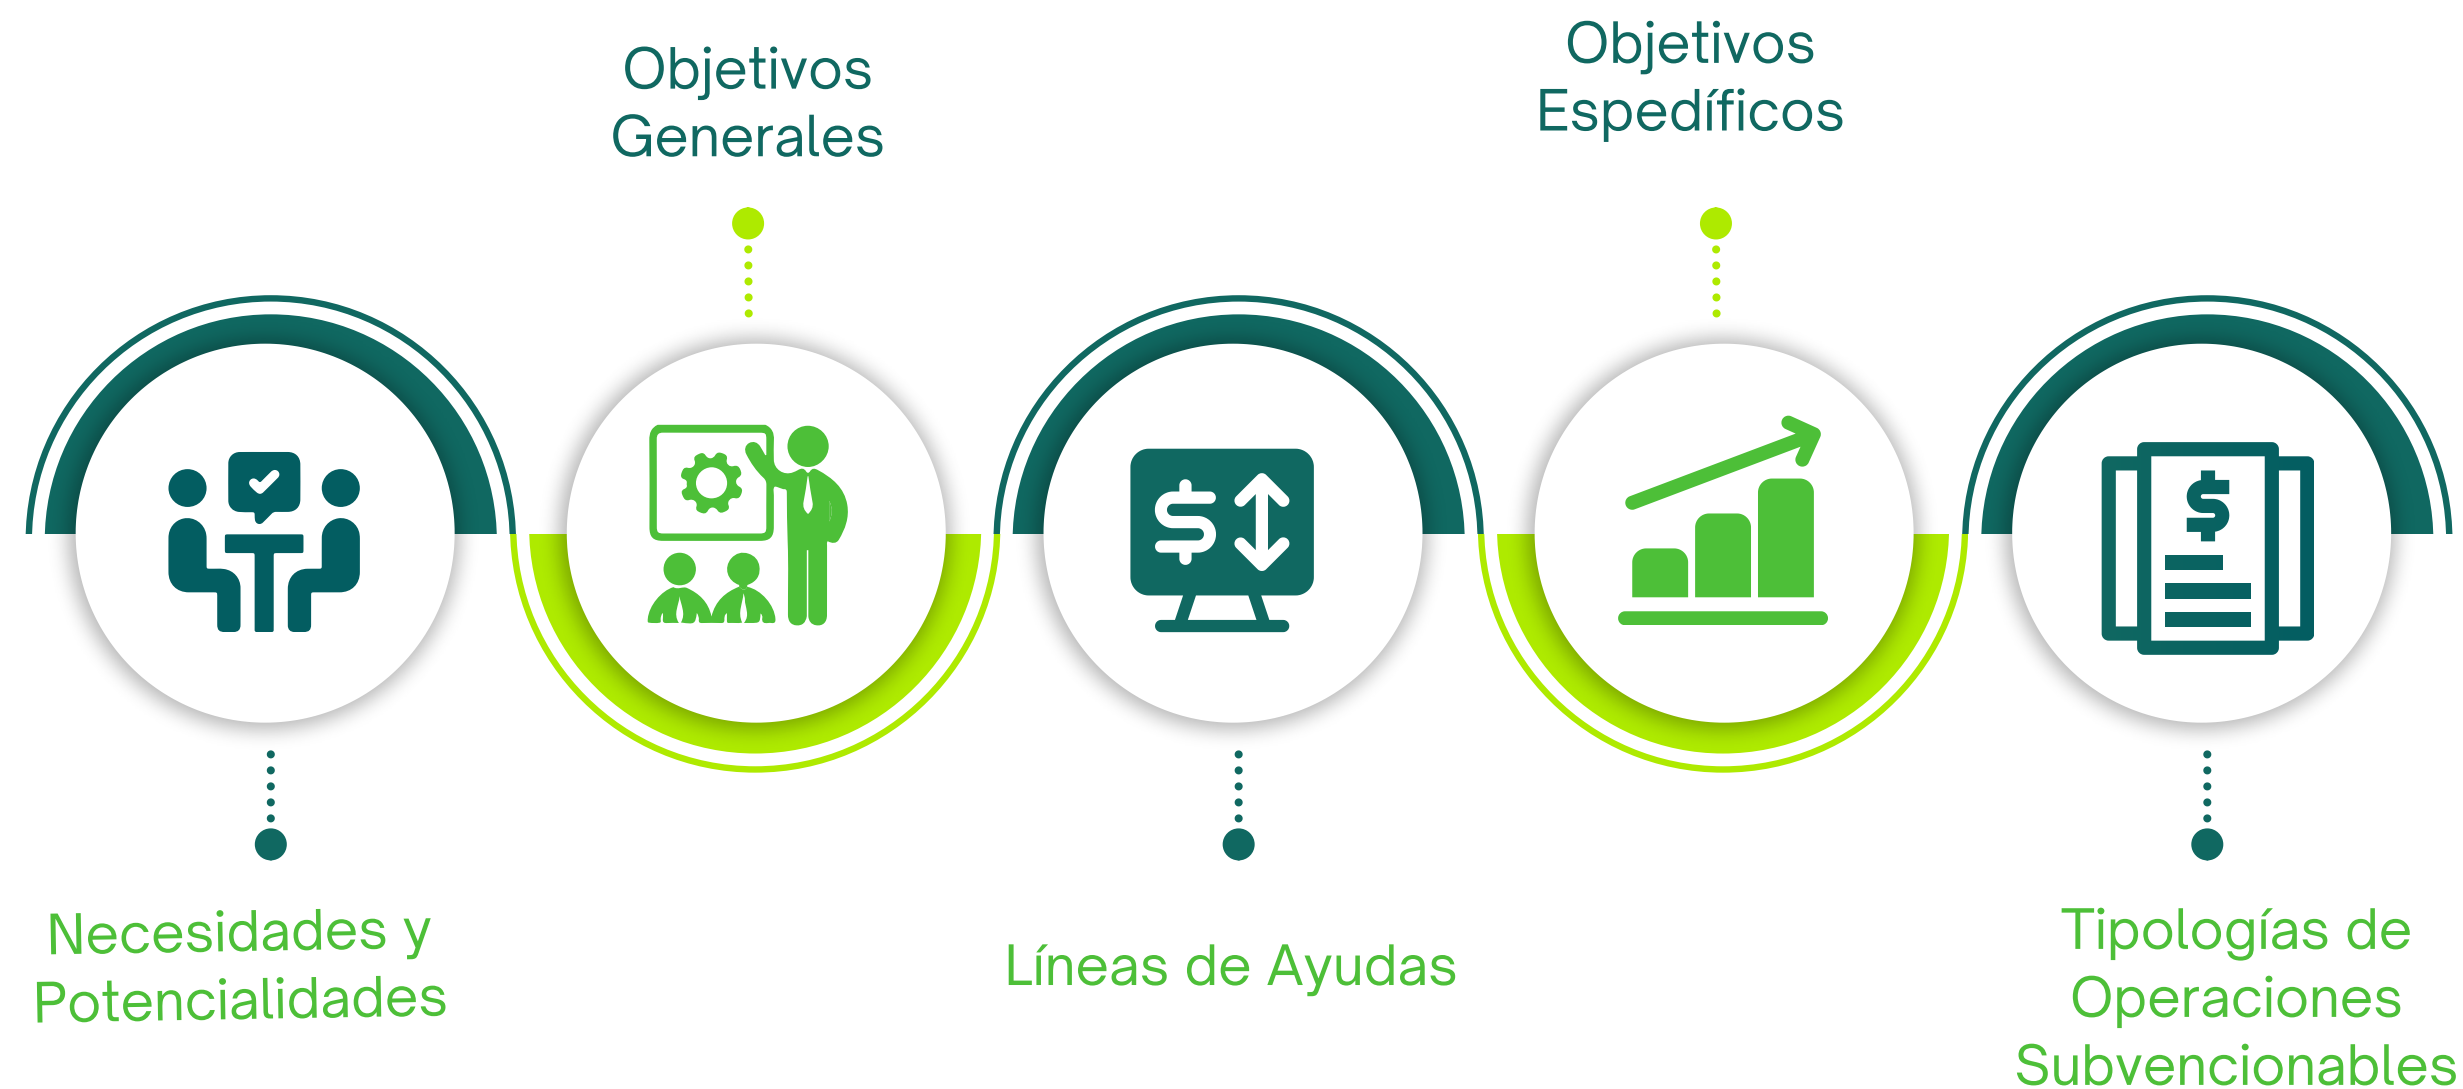 Necesidades y
Potencialidades
Objetivos
Generales
Líneas de Ayudas
Objetivos
Espedíficos
Tipologías de
Operaciones
Subvencionables